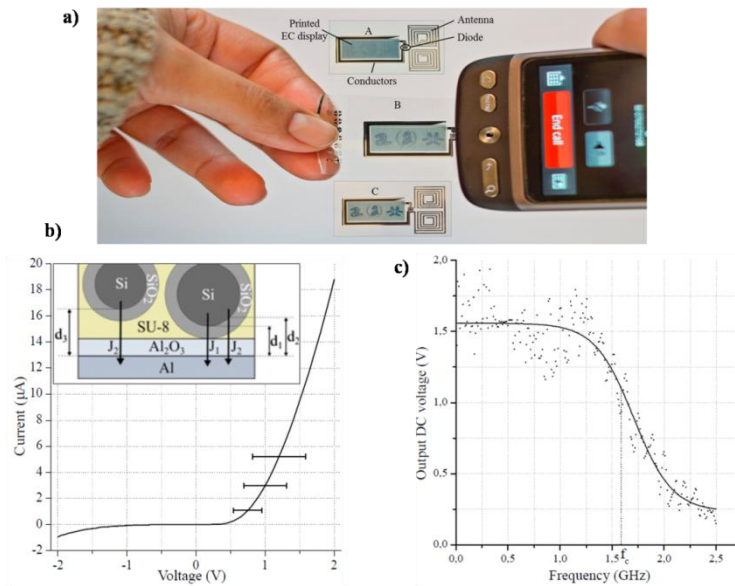 a)
Printed
EC display
A
Antenna
Diode
Conductors
B
C
End call
b)
20
18
16
14
12
10
8
6
4
2
0
-2
-2
-1
0
1
2
Current (µA)
Voltage (V)
Si
SiO₂
Si
SiO₂
SU-8
d₃
J₂
Al₂O₃
J₁
J₂
d₁
d₂
Al
c)
2,0
1,5
1,0
0,5
0,0
0,0
0,5
1,0
1,5
f꜀
2,0
2,5
Output DC voltage (V)
Frequency (GHz)